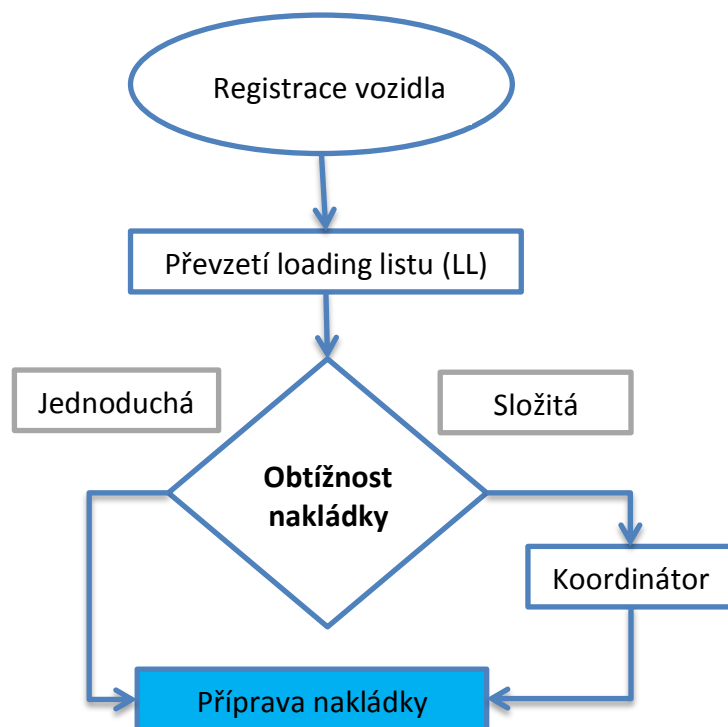 Registrace vozidla
Převzetí loading listu (LL)
Jednoduchá
Složitá
Obtížnost
nakládky
Koordinátor
Příprava nakládky